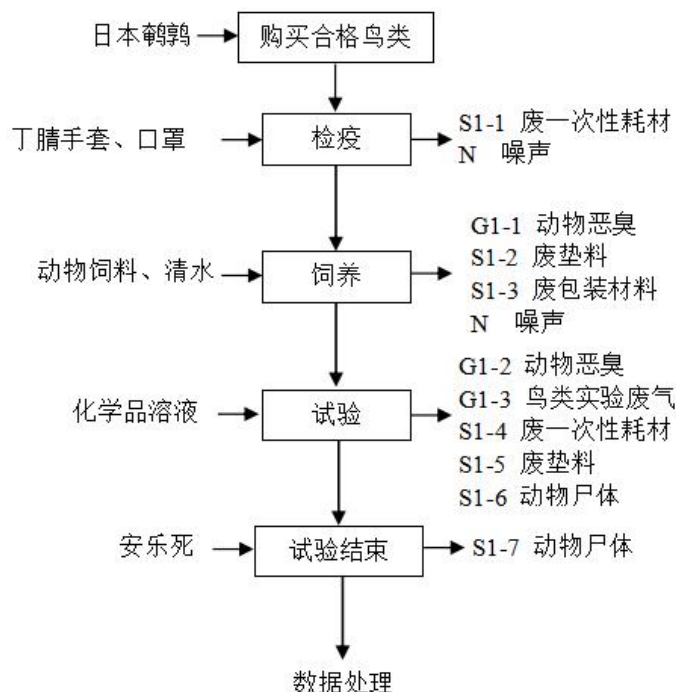 日本鹌鹑
购买合格鸟类
丁腈手套、口罩
检疫
S1-1 废一次性耗材
N 噪声
动物饲料、清水
饲养
G1-1 动物恶臭
S1-2 废垫料
S1-3 废包装材料
N 噪声
化学品溶液
试验
G1-2 动物恶臭
G1-3 鸟类实验废气
S1-4 废一次性耗材
S1-5 废垫料
S1-6 动物尸体
安乐死
试验结束
S1-7 动物尸体
数据处理